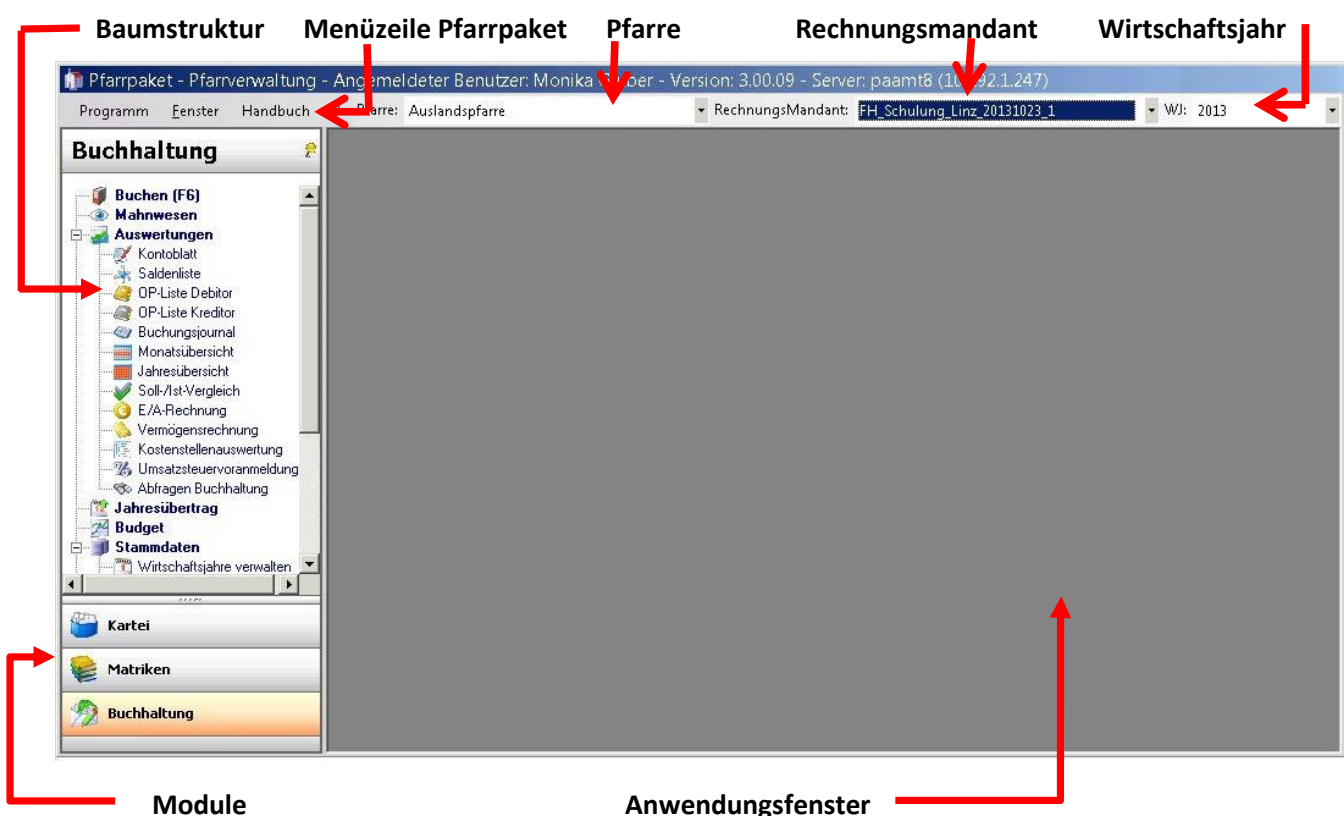 Baumstruktur Menüzeile Pfarrpaket Pfarre Rechnungsmandant Wirtschaftsjahr
Pfarrpaket - Pfarrverwaltung - Angemeldeter Benutzer: Monika - Version: 3.00.09 - Server: paamt8
Programm Fenster Handbuch Pfarre: Auslandspfarre RechnungsMandant: FH_Schulung_Linz_20131023_1 WJ: 2013
Buchhaltung
Buchen (F6)
Mahnwesen
Auswertungen
Kontoblatt
Saldenliste
OP-Liste Debitor
OP-Liste Kreditor
Buchungsjournal
Monatsübersicht
Jahresübersicht
Soll-/Ist-Vergleich
E/A-Rechnung
Vermögensrechnung
Kostenstellenauswertung
Umsatzsteuervoranmeldung
Abfragen Buchhaltung
Jahresübertrag
Budget
Stammdaten
Wirtschaftsjahre verwalten
Kartei
Matriken
Buchhaltung
Module Anwendungsfenster